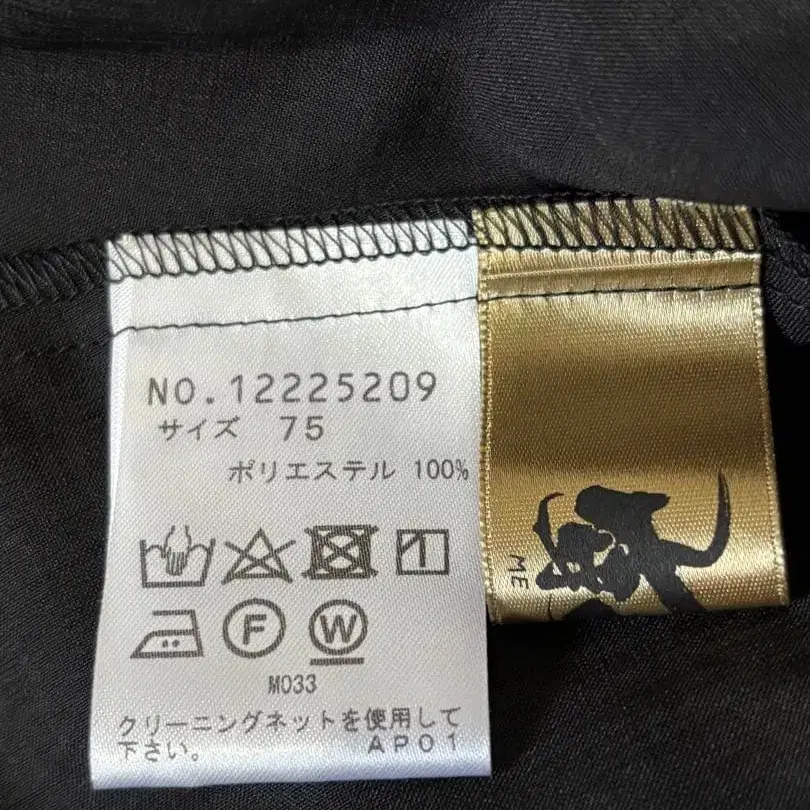 NO.12225209
サイズ 75
ポリエステル 100%
F W
M033
クリーニングネットを使用して
下さい。 AP01
ME